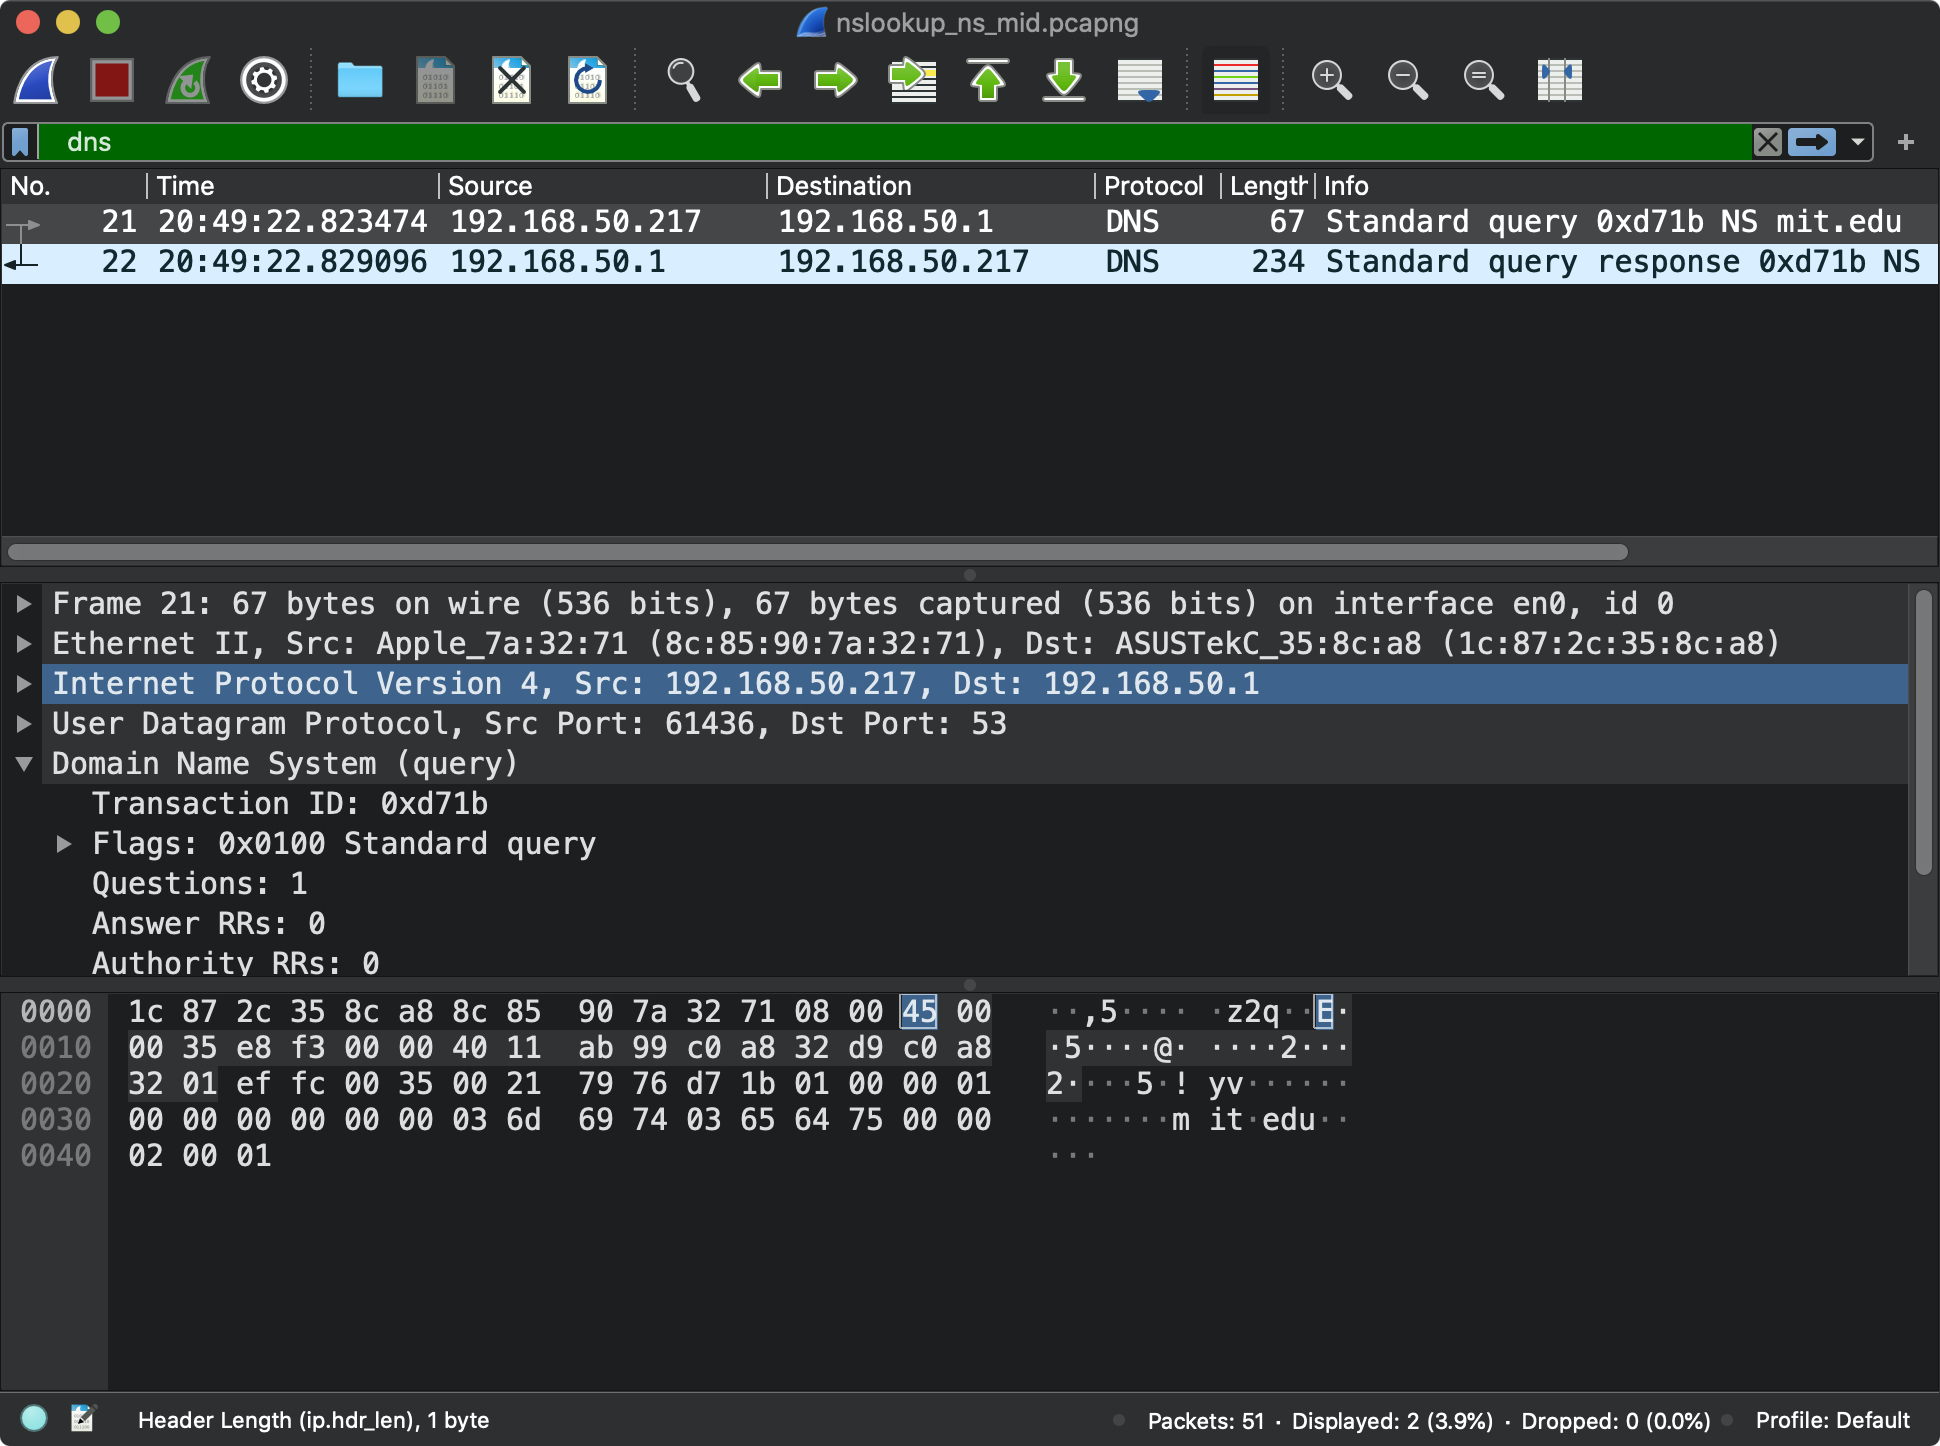 nslookup_ns_mid.pcapng
dns
No. Time Source Destination Protocol Length Info
21 20:49:22.823474 192.168.50.217 192.168.50.1 DNS 67 Standard query 0xd71b NS mit.edu
22 20:49:22.829096 192.168.50.1 192.168.50.217 DNS 234 Standard query response 0xd71b NS
Frame 21: 67 bytes on wire (536 bits), 67 bytes captured (536 bits) on interface en0, id 0
Ethernet II, Src: Apple_7a:32:71 (8c:85:90:7a:32:71), Dst: ASUSTekC_35:8c:a8 (1c:87:2c:35:8c:a8)
Internet Protocol Version 4, Src: 192.168.50.217, Dst: 192.168.50.1
User Datagram Protocol, Src Port: 61436, Dst Port: 53
Domain Name System (query)
Transaction ID: 0xd71b
Flags: 0x0100 Standard query
Questions: 1
Answer RRs: 0
Authority RRs: 0
0000 1c 87 2c 35 8c a8 8c 85 90 7a 32 71 08 00 45 00 ··,5···· ·z2q··E·
0010 00 35 e8 f3 00 00 40 11 ab 99 c0 a8 32 d9 c0 a8 ·5····@· ····2···
0020 32 01 ef fc 00 35 00 21 79 76 d7 1b 01 00 00 01 2····5·! yv······
0030 00 00 00 00 00 00 03 6d 69 74 03 65 64 75 00 00 ·······m it·edu··
0040 02 00 01 ···
Header Length (ip.hdr_len), 1 byte Packets: 51 · Displayed: 2 (3.9%) · Dropped: 0 (0.0%) Profile: Default